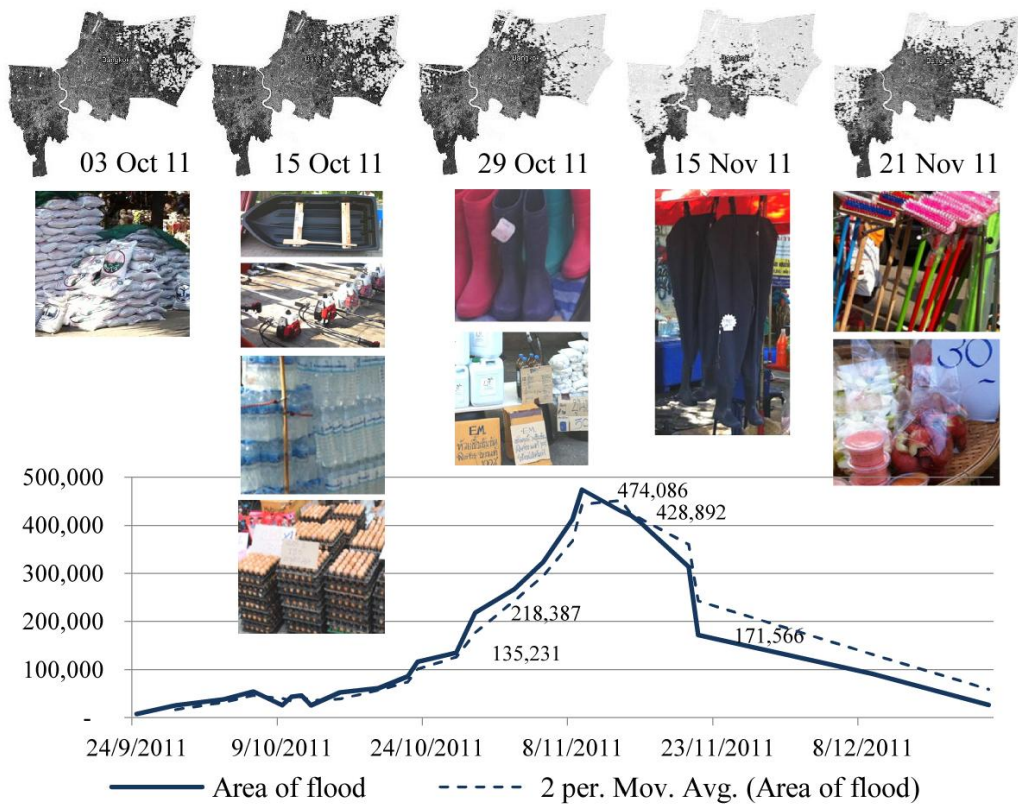 Bangkok
03 Oct 11
15 Oct 11
29 Oct 11
15 Nov 11
21 Nov 11
EM
EM
30
500,000
400,000
300,000
200,000
100,000
-
474,086
428,892
218,387
135,231
171,566
24/9/2011
9/10/2011
24/10/2011
8/11/2011
23/11/2011
8/12/2011
Area of flood
2 per. Mov. Avg. (Area of flood)